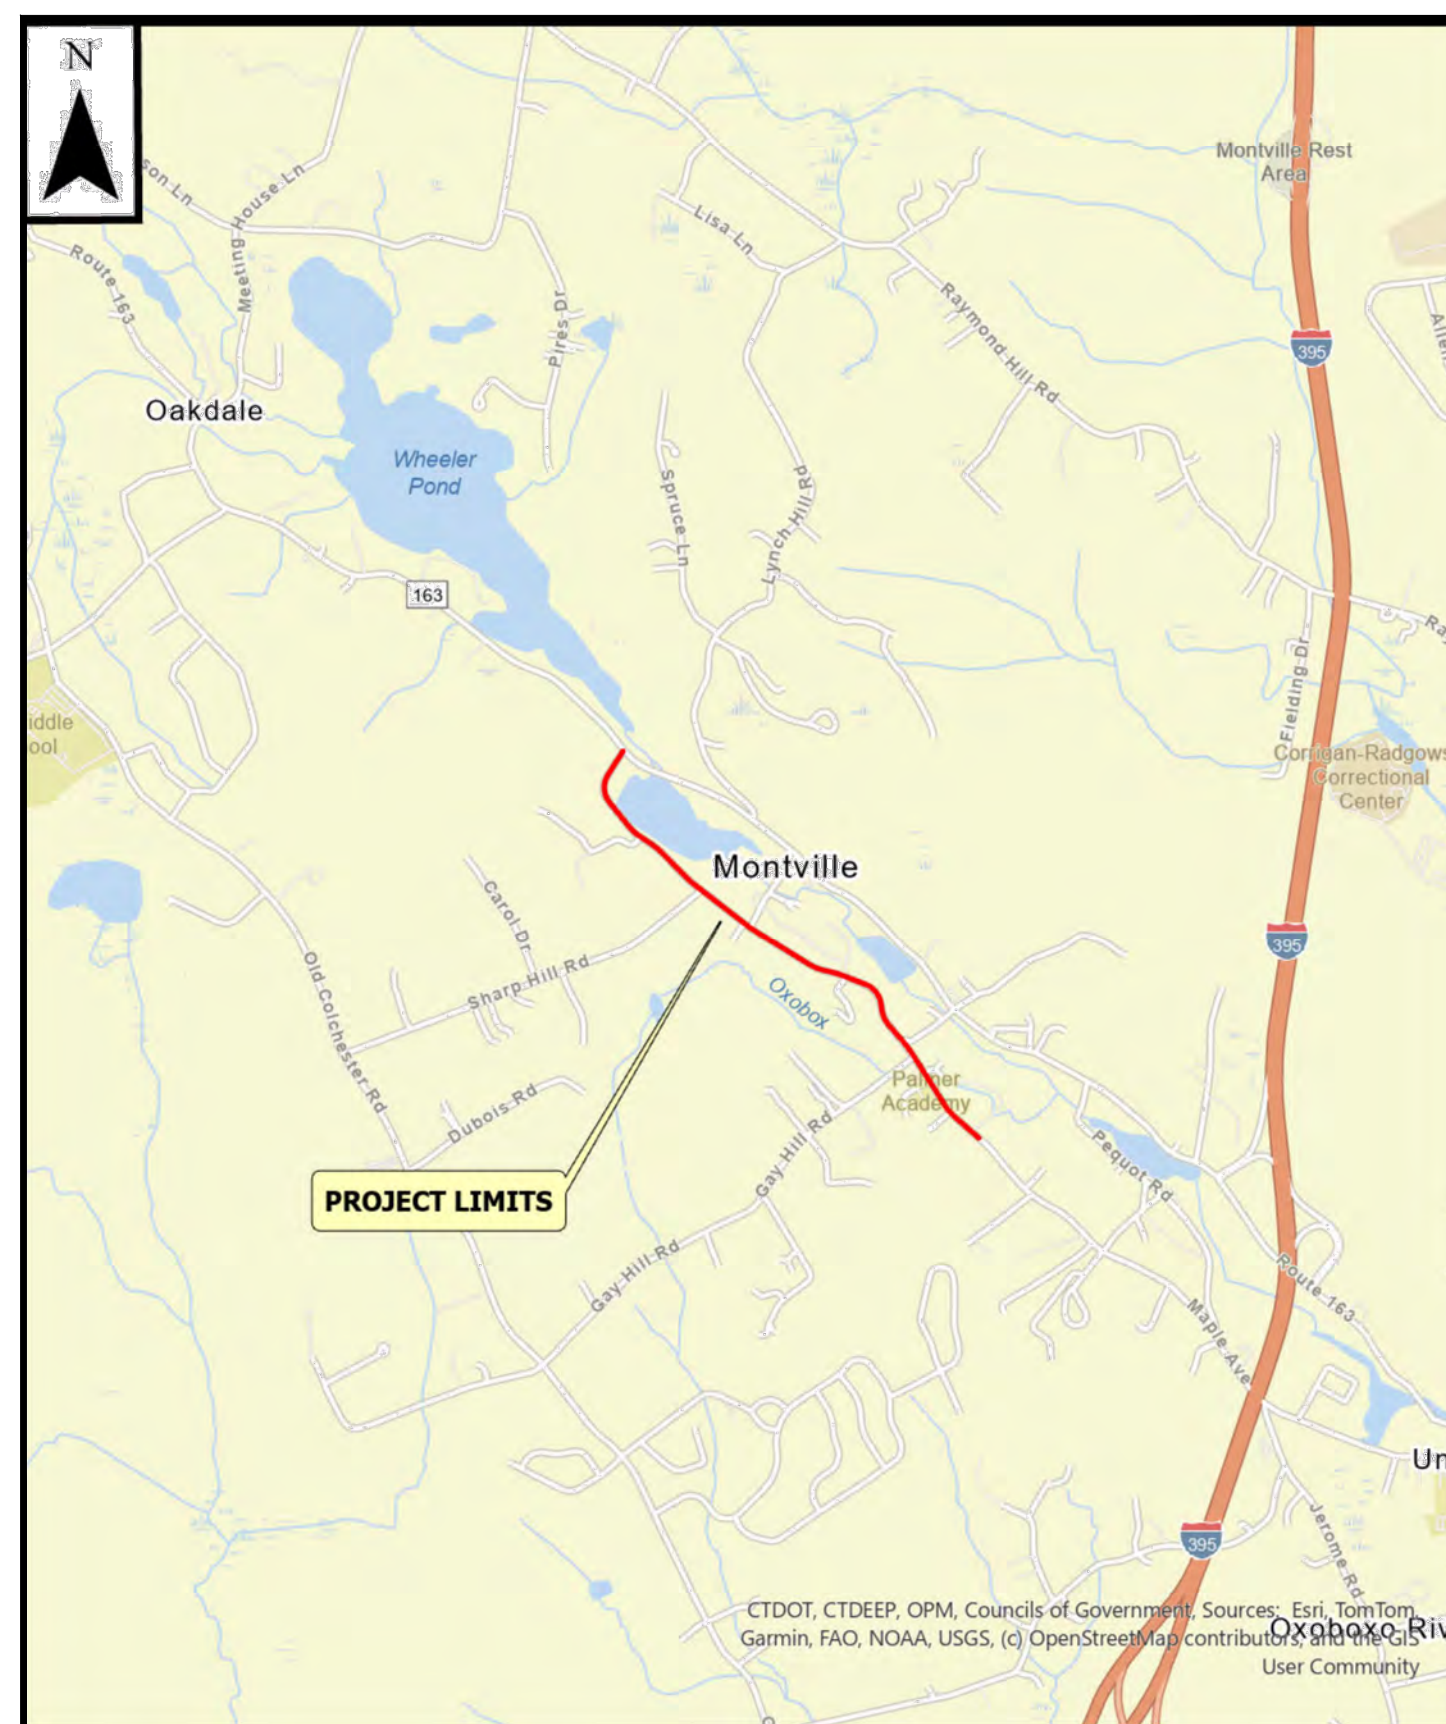 N
son Ln
Meeting House Ln
Route 163
Lisa Ln
Montville Rest
Area
Pires Dr
Raymond Hill Rd
395
Oakdale
Wheeler
Pond
Spruce Ln
Lynch Hill Rd
163
Fielding Dr
iddle
ool
Corrigan-Radgows
Correctional
Center
Montville
Carol Dr
395
Old Colchester Rd
Sharp Hill Rd
Oxobox
Palmer
Academy
Dubois Rd
Gay Hill Rd
Pequot Rd
PROJECT LIMITS
Gay Hill Rd
Route 163
Maple Ave
Un
Jerome Rd
395
CTDOT, CTDEEP, OPM, Councils of Government, Sources: Esri, TomTom,
Garmin, FAO, NOAA, USGS, (c) OpenStreetMap contributors, and the GIS
User Community
Oxoboxo Riv